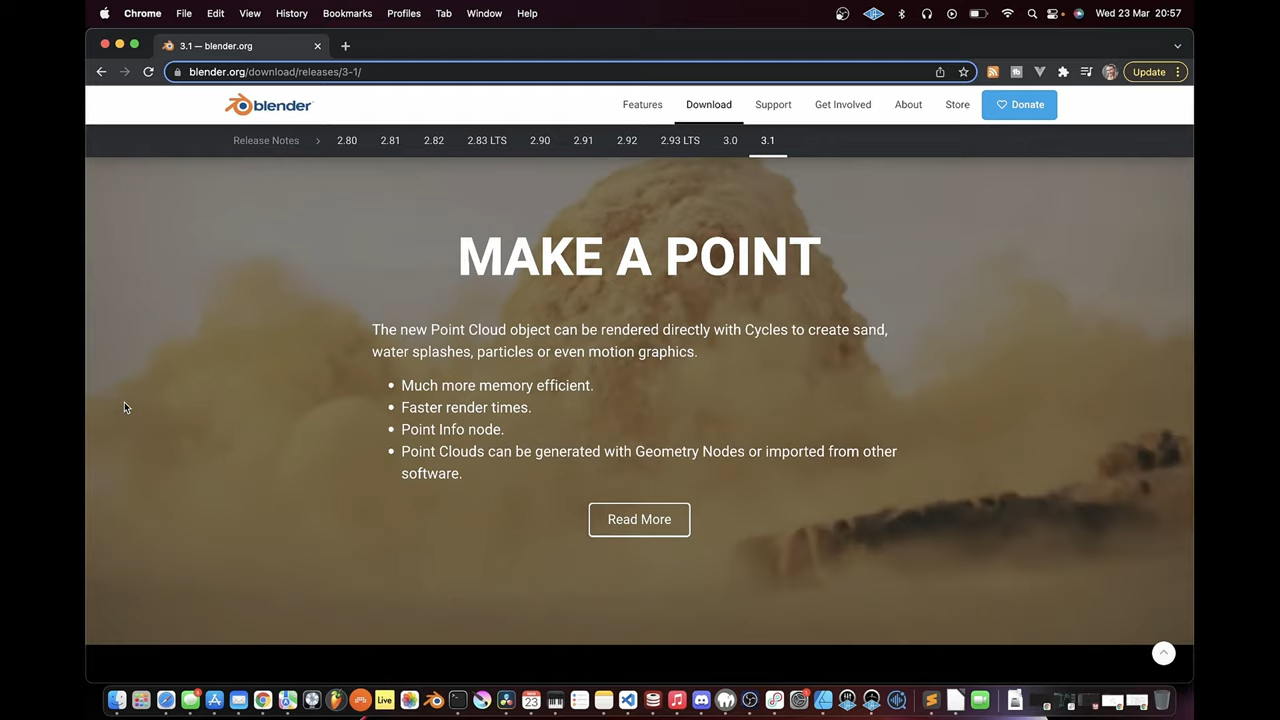 Chrome File Edit View History Bookmarks Profiles Tab Window Help Wed 23 Mar 20:57
3.1 — blender.org
blender.org/download/releases/3-1/ Update
blender Features Download Support Get Involved About Store Donate
Release Notes 2.80 2.81 2.82 2.83 LTS 2.90 2.91 2.92 2.93 LTS 3.0 3.1
MAKE A POINT
The new Point Cloud object can be rendered directly with Cycles to create sand,
water splashes, particles or even motion graphics.
• Much more memory efficient.
• Faster render times.
• Point Info node.
• Point Clouds can be generated with Geometry Nodes or imported from other
software.
Read More
Live 23